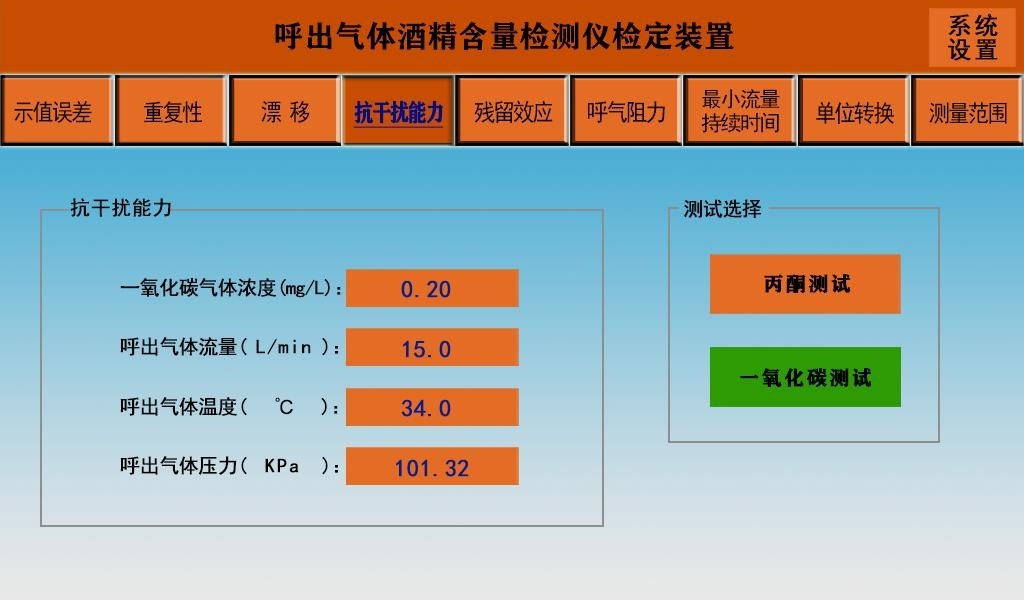 呼出气体酒精含量检测仪检定装置
系统
设置
示值误差
重复性
漂 移
抗干扰能力
残留效应
呼气阻力
最小流量
持续时间
单位转换
测量范围
抗干扰能力
一氧化碳气体浓度(mg/L): 0.20
呼出气体流量( L/min ): 15.0
呼出气体温度( ℃ ): 34.0
呼出气体压力( KPa ): 101.32
测试选择
丙酮测试
一氧化碳测试